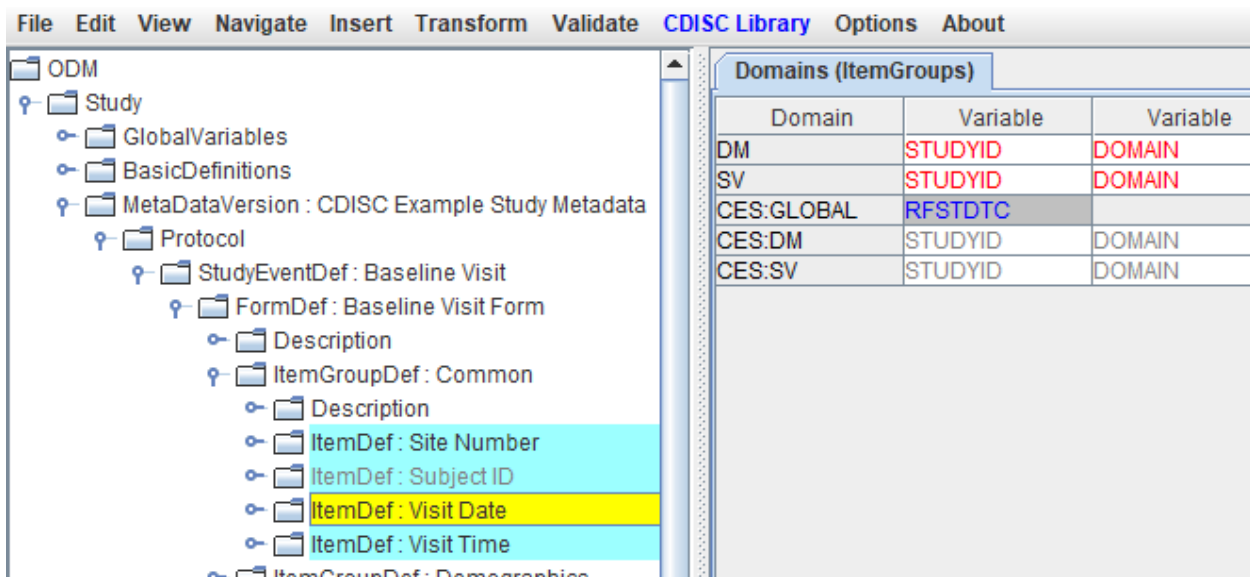 File Edit View Navigate Insert Transform Validate CDISC Library Options About
ODM
Study
GlobalVariables
BasicDefinitions
MetaDataVersion : CDISC Example Study Metadata
Protocol
StudyEventDef : Baseline Visit
FormDef : Baseline Visit Form
Description
ItemGroupDef : Common
Description
ItemDef : Site Number
ItemDef : Subject ID
ItemDef : Visit Date
ItemDef : Visit Time
ItemGroupDef : Demographics
Domains (ItemGroups)
Domain Variable Variable
DM STUDYID DOMAIN
SV STUDYID DOMAIN
CES:GLOBAL RFSTDTC
CES:DM STUDYID DOMAIN
CES:SV STUDYID DOMAIN